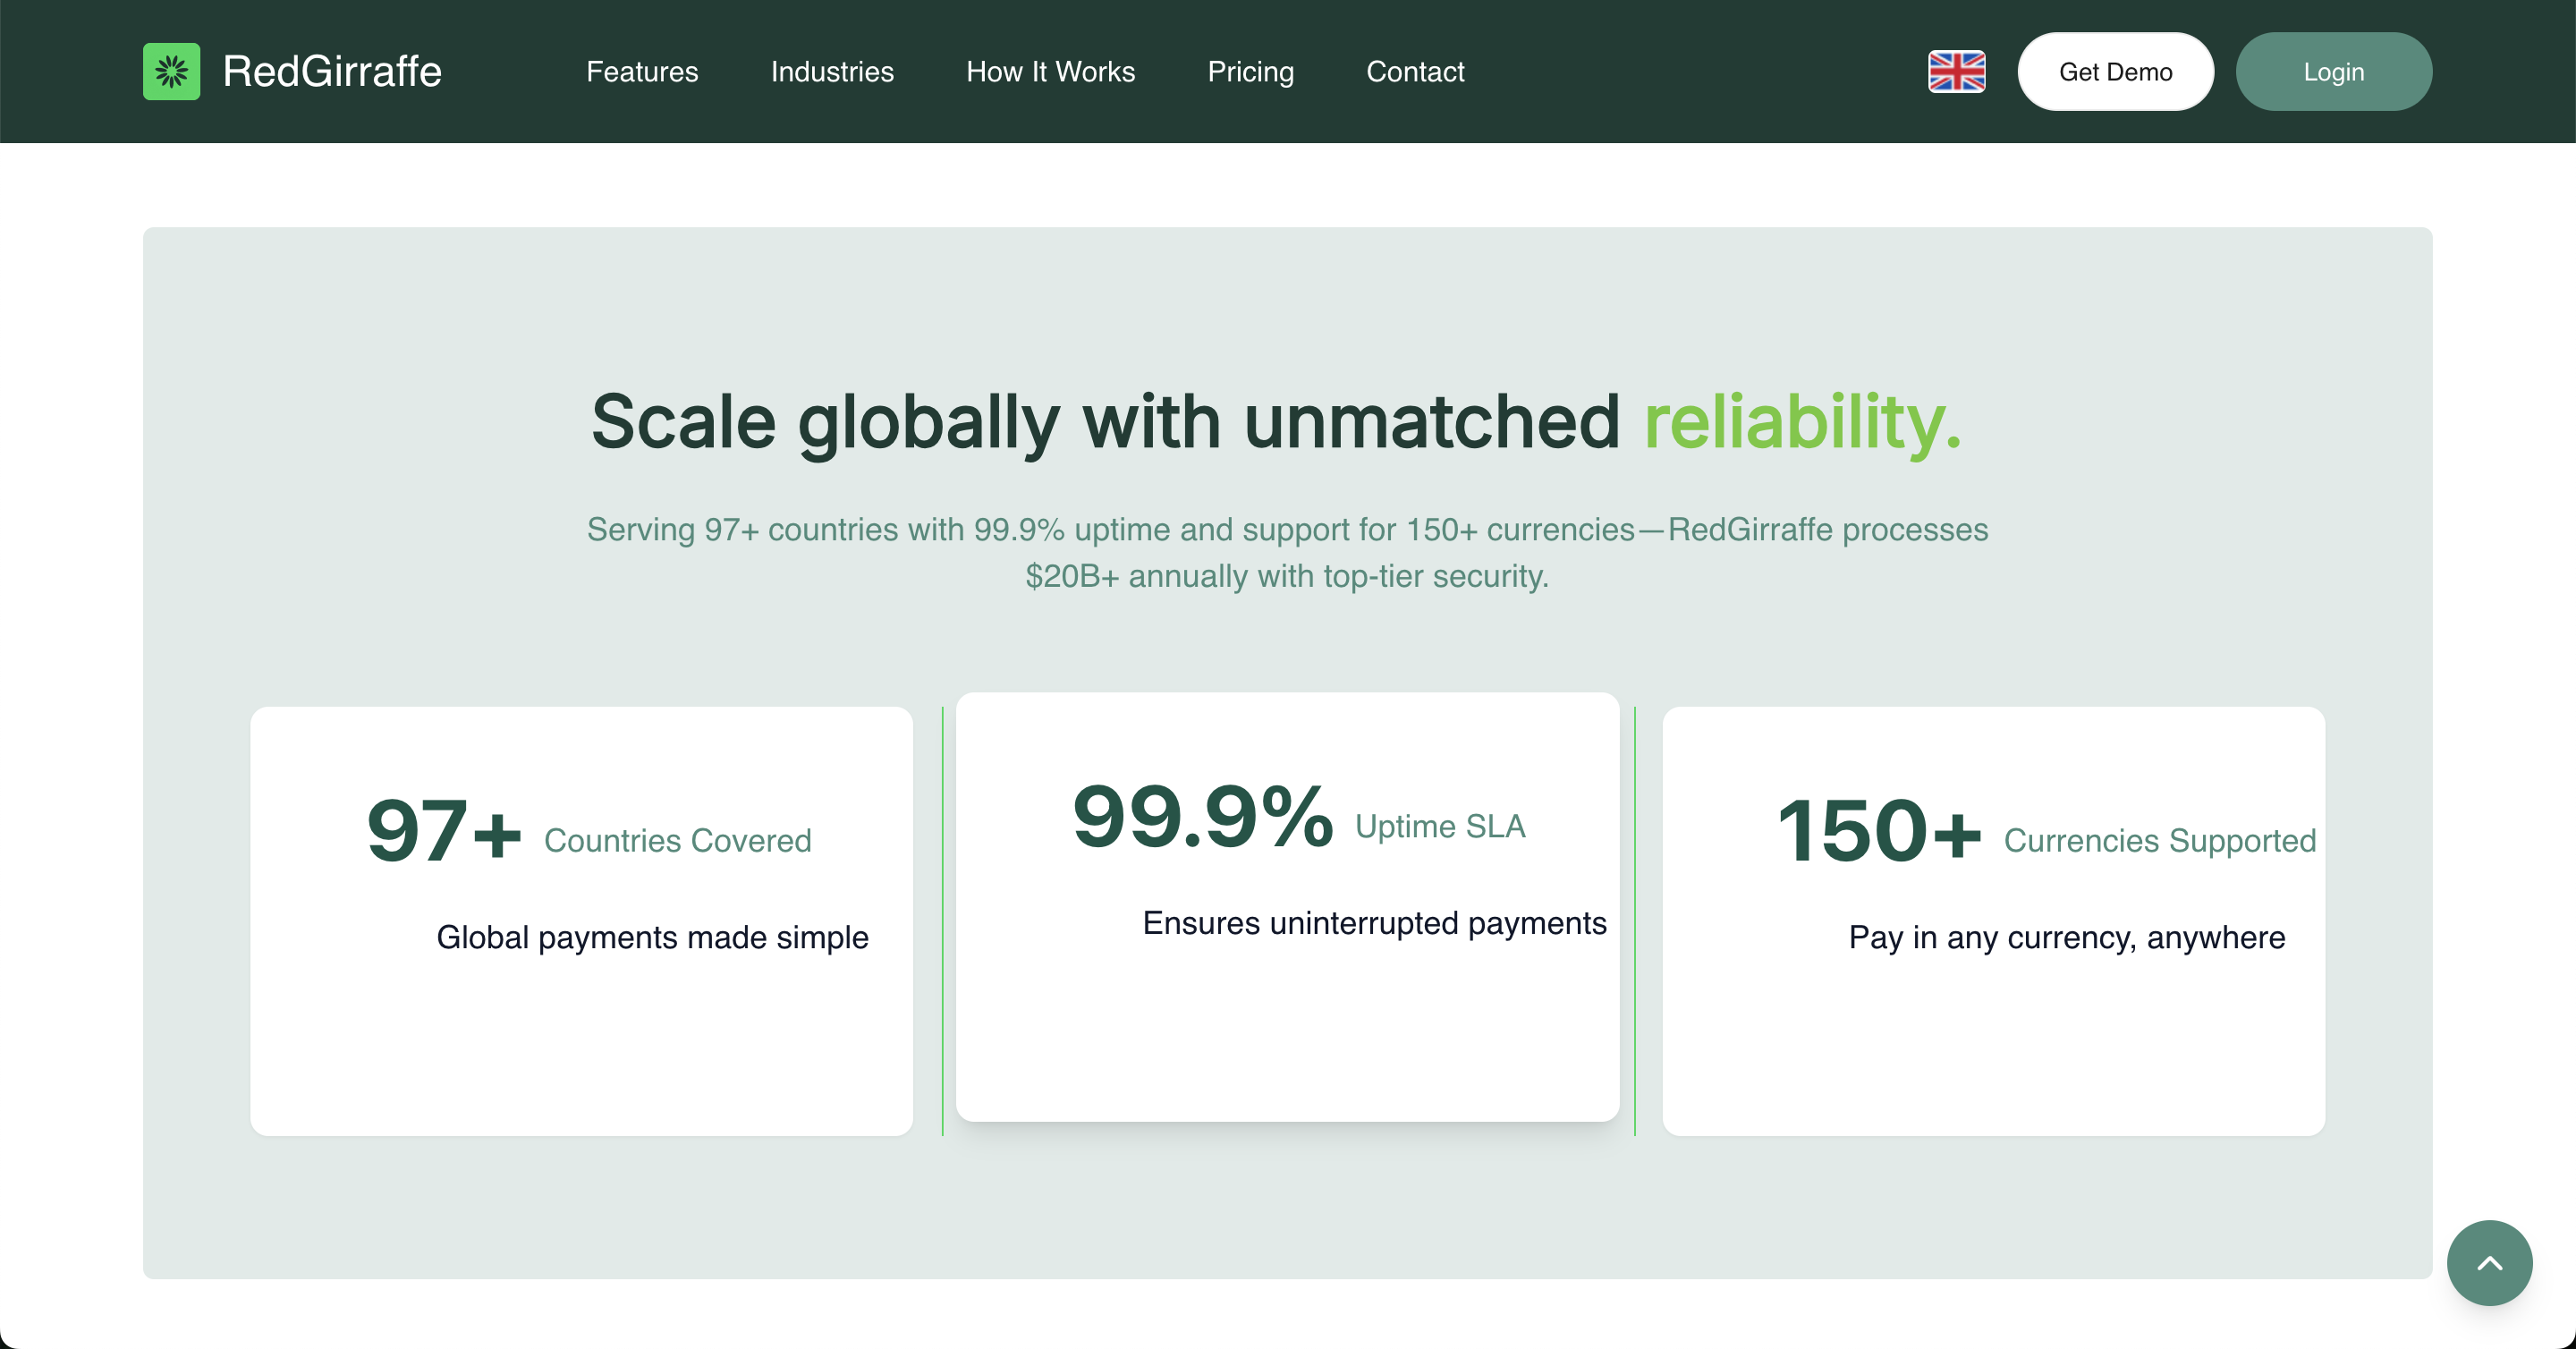 RedGirraffe
Features
Industries
How It Works
Pricing
Contact
Get Demo
Login
Scale globally with unmatched reliability.
Serving 97+ countries with 99.9% uptime and support for 150+ currencies—RedGirraffe processes
$20B+ annually with top-tier security.
97+ Countries Covered
Global payments made simple
99.9% Uptime SLA
Ensures uninterrupted payments
150+ Currencies Supported
Pay in any currency, anywhere